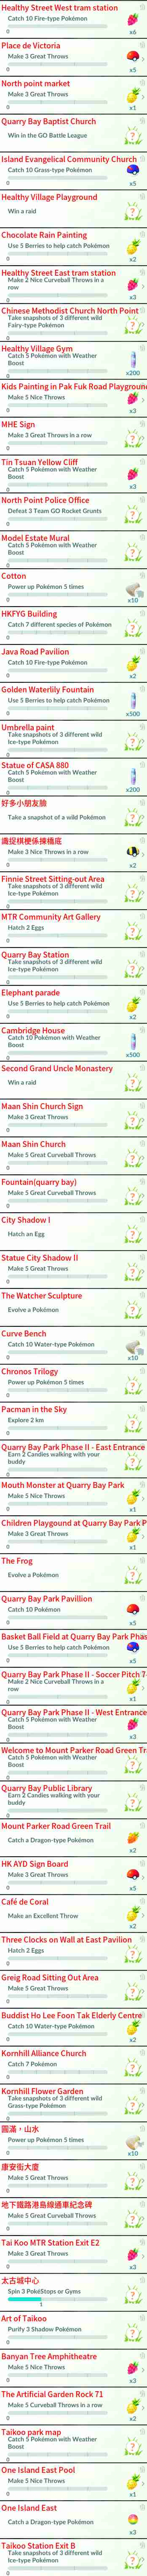 Healthy Street West tram station
Catch 10 Fire-type Pokémon
0
x6
Place de Victoria
Make 3 Great Throws
0
x5
North point market
Make 3 Great Throws
0
x1
Quarry Bay Baptist Church
Win in the GO Battle League
Island Evangelical Community Church
Catch 10 Grass-type Pokémon
0
x5
Healthy Village Playground
Win a raid
Chocolate Rain Painting
Use 5 Berries to help catch Pokémon
0
x2
Healthy Street East tram station
Make 2 Nice Curveball Throws in a
row
0
x3
Chinese Methodist Church North Point
Take snapshots of 3 different wild
Fairy-type Pokémon
0
Healthy Village Gym
Catch 5 Pokémon with Weather
Boost
0
x200
Kids Painting in Pak Fuk Road Playground
Make 5 Nice Throws
0
x3
MHE Sign
Make 3 Great Throws in a row
0
Tin Tsuan Yellow Cliff
Catch 5 Pokémon with Weather
Boost
0
x3
North Point Police Office
Defeat 3 Team GO Rocket Grunts
0
Model Estate Mural
Catch 5 Pokémon with Weather
Boost
0
Cotton
Power up Pokémon 5 times
0
x10
HKFYG Building
Catch 7 different species of Pokémon
0
Java Road Pavilion
Catch 10 Fire-type Pokémon
0
x2
Golden Waterlily Fountain
Use 5 Berries to help catch Pokémon
0
x500
Umbrella paint
Take snapshots of 3 different wild
Ice-type Pokémon
0
Statue of CASA 880
Catch 5 Pokémon with Weather
Boost
0
x200
好多小朋友臉
Take a snapshot of a wild Pokémon
Make 3 Nice Throws in a row
0
x2
Finnie Street Sitting-out Area
Take snapshots of 3 different wild
Ice-type Pokémon
0
MTR Community Art Gallery
Hatch 2 Eggs
0
Quarry Bay Station
Take snapshots of 3 different wild
Ice-type Pokémon
0
Elephant parade
Use 5 Berries to help catch Pokémon
0
x2
Cambridge House
Catch 10 Pokémon with Weather
Boost
0
x500
Second Grand Uncle Monastery
Win a raid
Maan Shin Church Sign
Make 3 Great Throws
0
Maan Shin Church
Make 5 Great Curveball Throws
0
Fountain(quarry bay)
Make 5 Great Curveball Throws
0
City Shadow I
Hatch an Egg
Statue City Shadow II
Make 5 Great Throws
0
The Watcher Sculpture
Evolve a Pokémon
Curve Bench
Catch 10 Water-type Pokémon
0
x10
Chronos Trilogy
Power up Pokémon 5 times
0
Pacman in the Sky
Explore 2 km
0
Quarry Bay Park Phase II - East Entrance
Earn 2 Candies walking with your
buddy
0
Mouth Monster at Quarry Bay Park
Make 5 Nice Throws
0
x1
Children Playgound at Quarry Bay Park P
Make 3 Great Throws
0
x1
The Frog
Evolve a Pokémon
Quarry Bay Park Pavillion
Catch 10 Pokémon
0
x5
Basket Ball Field at Quarry Bay Park Phas
Use 5 Berries to help catch Pokémon
0
x5
Quarry Bay Park Phase II - Soccer Pitch 7-
Make 2 Nice Curveball Throws in a
row
0
x1
Quarry Bay Park Phase II - West Entrance
Catch 5 Pokémon with Weather
Boost
0
x3
Welcome to Mount Parker Road Green Tr
Catch 5 Pokémon with Weather
Boost
0
Quarry Bay Public Library
Earn 2 Candies walking with your
buddy
0
Mount Parker Road Green Trail
Catch a Dragon-type Pokémon
x2
HK AYD Sign Board
Make 3 Great Throws
0
x5
Café de Coral
Make an Excellent Throw
x2
Three Clocks on Wall at East Pavilion
Hatch 2 Eggs
0
Greig Road Sitting Out Area
Make 5 Great Throws
0
Buddist Ho Lee Foon Tak Elderly Centre
Catch 10 Water-type Pokémon
0
x2
Kornhill Alliance Church
Catch 7 Pokémon
0
Kornhill Flower Garden
Take snapshots of 3 different wild
Grass-type Pokémon
0
圓滿，山水
Power up Pokémon 5 times
0
x10
康安街大廈
Make 5 Great Throws
0
地下鐵路港島線通車紀念碑
Make 5 Great Curveball Throws
0
Tai Koo MTR Station Exit E2
Make 3 Great Throws
0
x3
太古城中心
Spin 3 PokéStops or Gyms
1
Art of Taikoo
Purify 3 Shadow Pokémon
0
Banyan Tree Amphitheatre
Make 5 Nice Throws
0
x3
The Artificial Garden Rock 71
Make 5 Curveball Throws in a row
0
x2
Taikoo park map
Catch 5 Pokémon with Weather
Boost
0
One Island East Pool
Make 5 Nice Throws
0
x1
One Island East
Catch a Dragon-type Pokémon
x3
Taikoo Station Exit B
Take snapshots of 3 different wild
Ice-type Pokémon
0